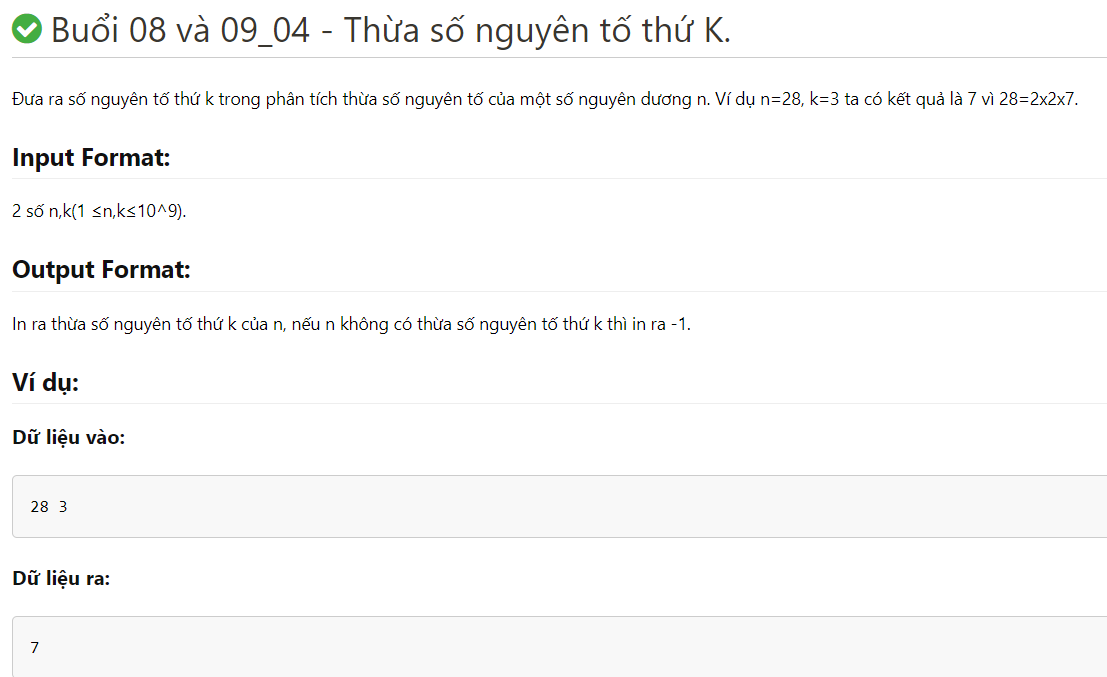 Buổi 08 và 09_04 - Thừa số nguyên tố thứ K.
Đưa ra số nguyên tố thứ k trong phân tích thừa số nguyên tố của một số nguyên dương n. Ví dụ n=28, k=3 ta có kết quả là 7 vì 28=2x2x7.
Input Format:
2 số n,k(1 ≤n,k≤10^9).
Output Format:
In ra thừa số nguyên tố thứ k của n, nếu n không có thừa số nguyên tố thứ k thì in ra -1.
Ví dụ:
Dữ liệu vào:
28 3
Dữ liệu ra:
7